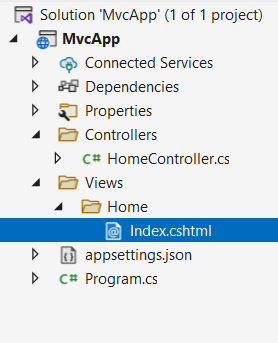 Solution 'MvcApp' (1 of 1 project)
MvcApp
Connected Services
Dependencies
Properties
Controllers
C# HomeController.cs
Views
Home
Index.cshtml
appsettings.json
C# Program.cs